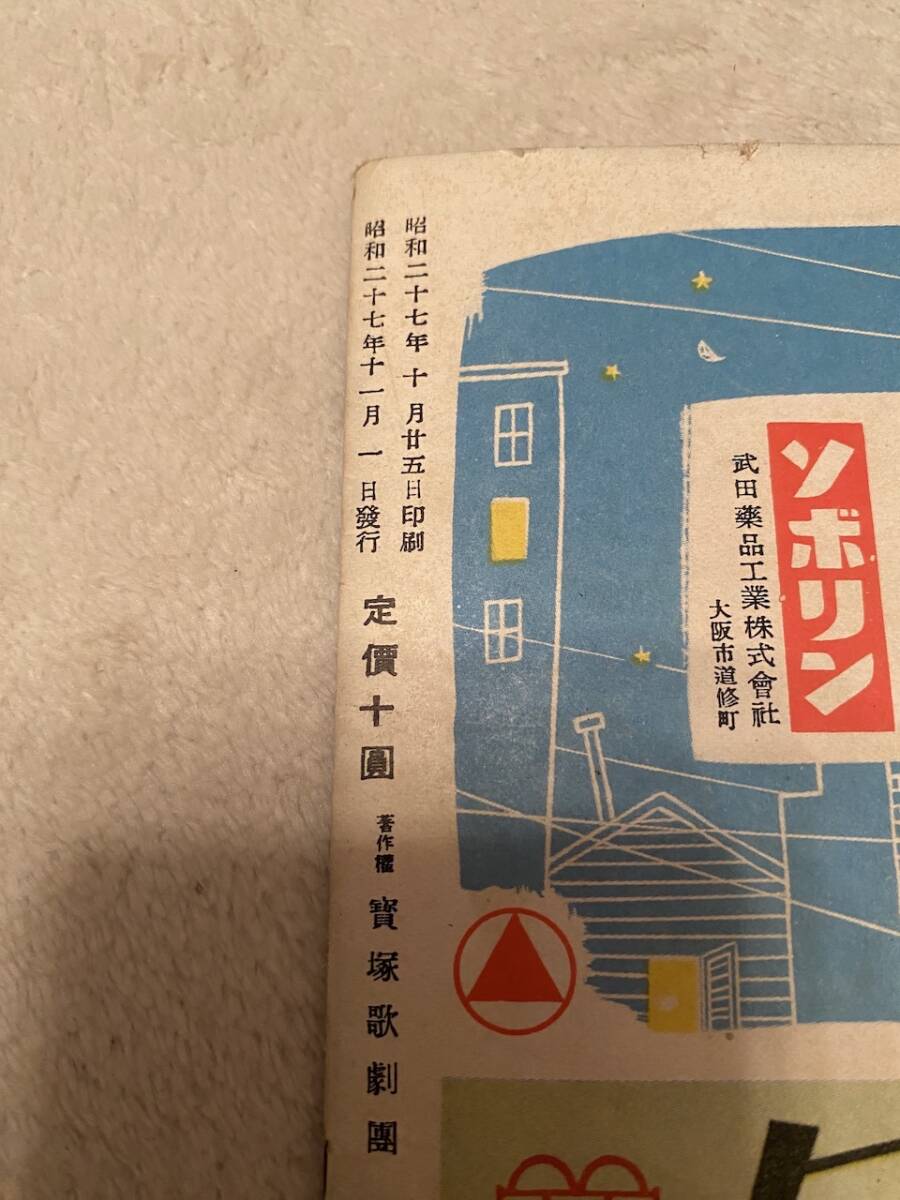 昭和二十七年十月廿五日印刷
昭和二十七年十一月一日發行
定價十圓
著作權
寶塚歌劇團
ソボリン
武田藥品工業株式會社
大阪市道修町